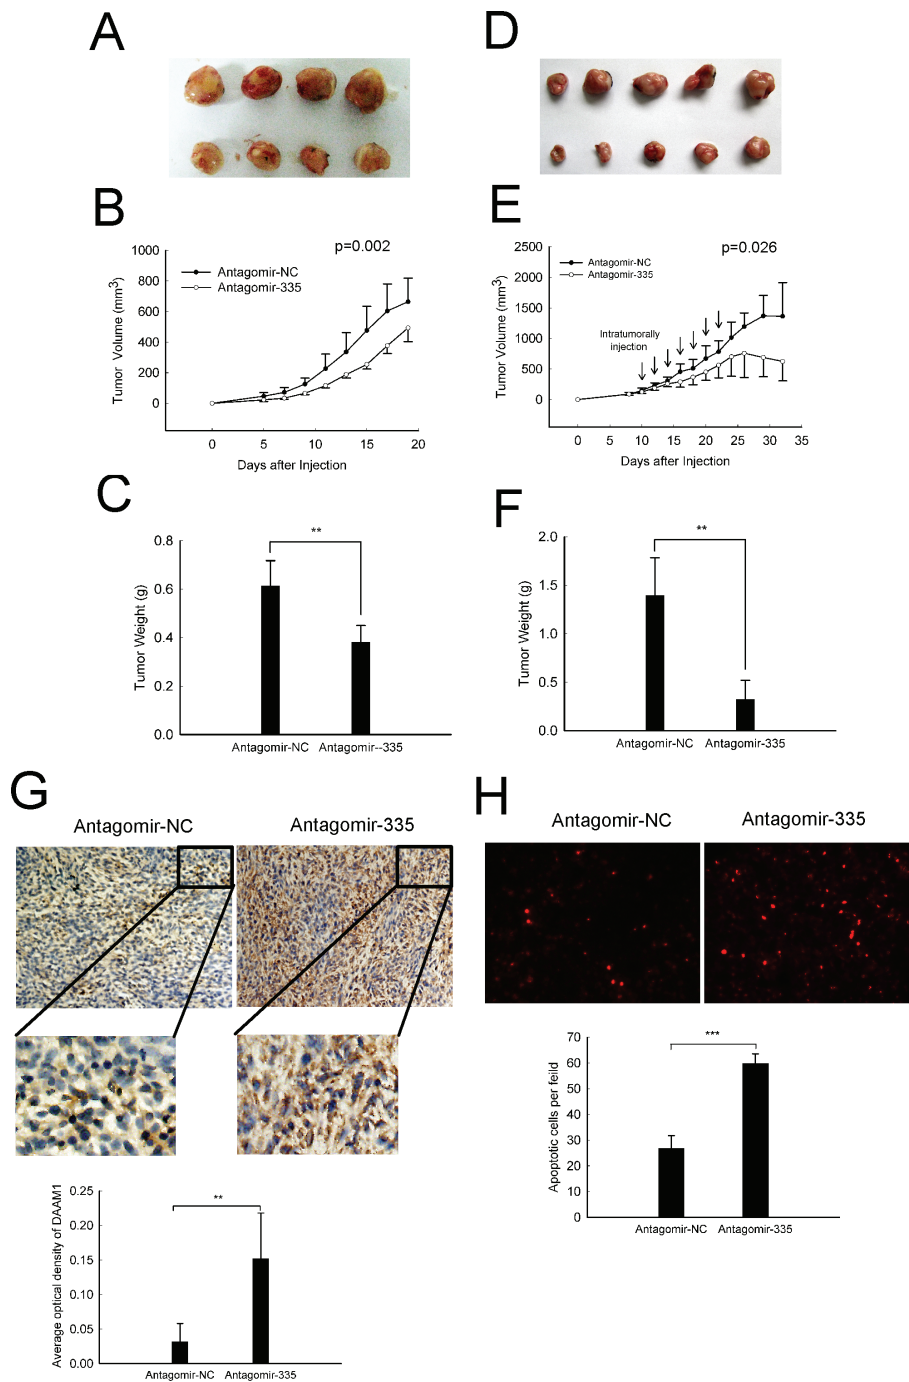 A
B
p=0.002
1000
800
600
400
200
0
Tumor Volume (mm3)
Antagomir-NC
Antagomir-335
0 5 10 15 20
Days after Injection
C
**
0.8
0.6
0.4
0.2
0.0
Tumor Weight (g)
Antagomir-NC Antagomir--335
D
E
p=0.026
2500
2000
1500
1000
500
0
Tumor Volume (mm3)
Antagomir-NC
Antagomir-335
Intratumorally
injection
0 5 10 15 20 25 30 35
Days after Injection
F
**
2.0
1.5
1.0
0.5
0.0
Tumor Weight (g)
Antagomir-NC Antagomir-335
G
Antagomir-NC Antagomir-335
**
0.25
0.20
0.15
0.10
0.05
0.00
Average optical density of DAAM1
Antagomir-NC Antagomir-335
H
Antagomir-NC Antagomir-335
***
70
60
50
40
30
20
10
0
Apoptotic cells per feild
Antagomir-NC Antagomir-335